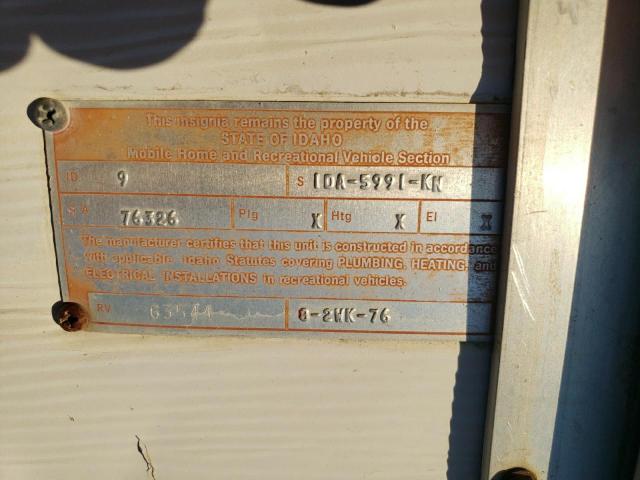 This insignia remains the property of the
STATE OF IDAHO
Mobile Home and Recreational Vehicle Section
ID 9 S IDA-5991-KN
S# 76326 Plg X Htg X El X
The manufacturer certifies that this unit is constructed in accordance
with applicable Idaho Statutes covering PLUMBING, HEATING, and
ELECTRICAL INSTALLATIONS in recreational vehicles.
RV 8-2WK-76